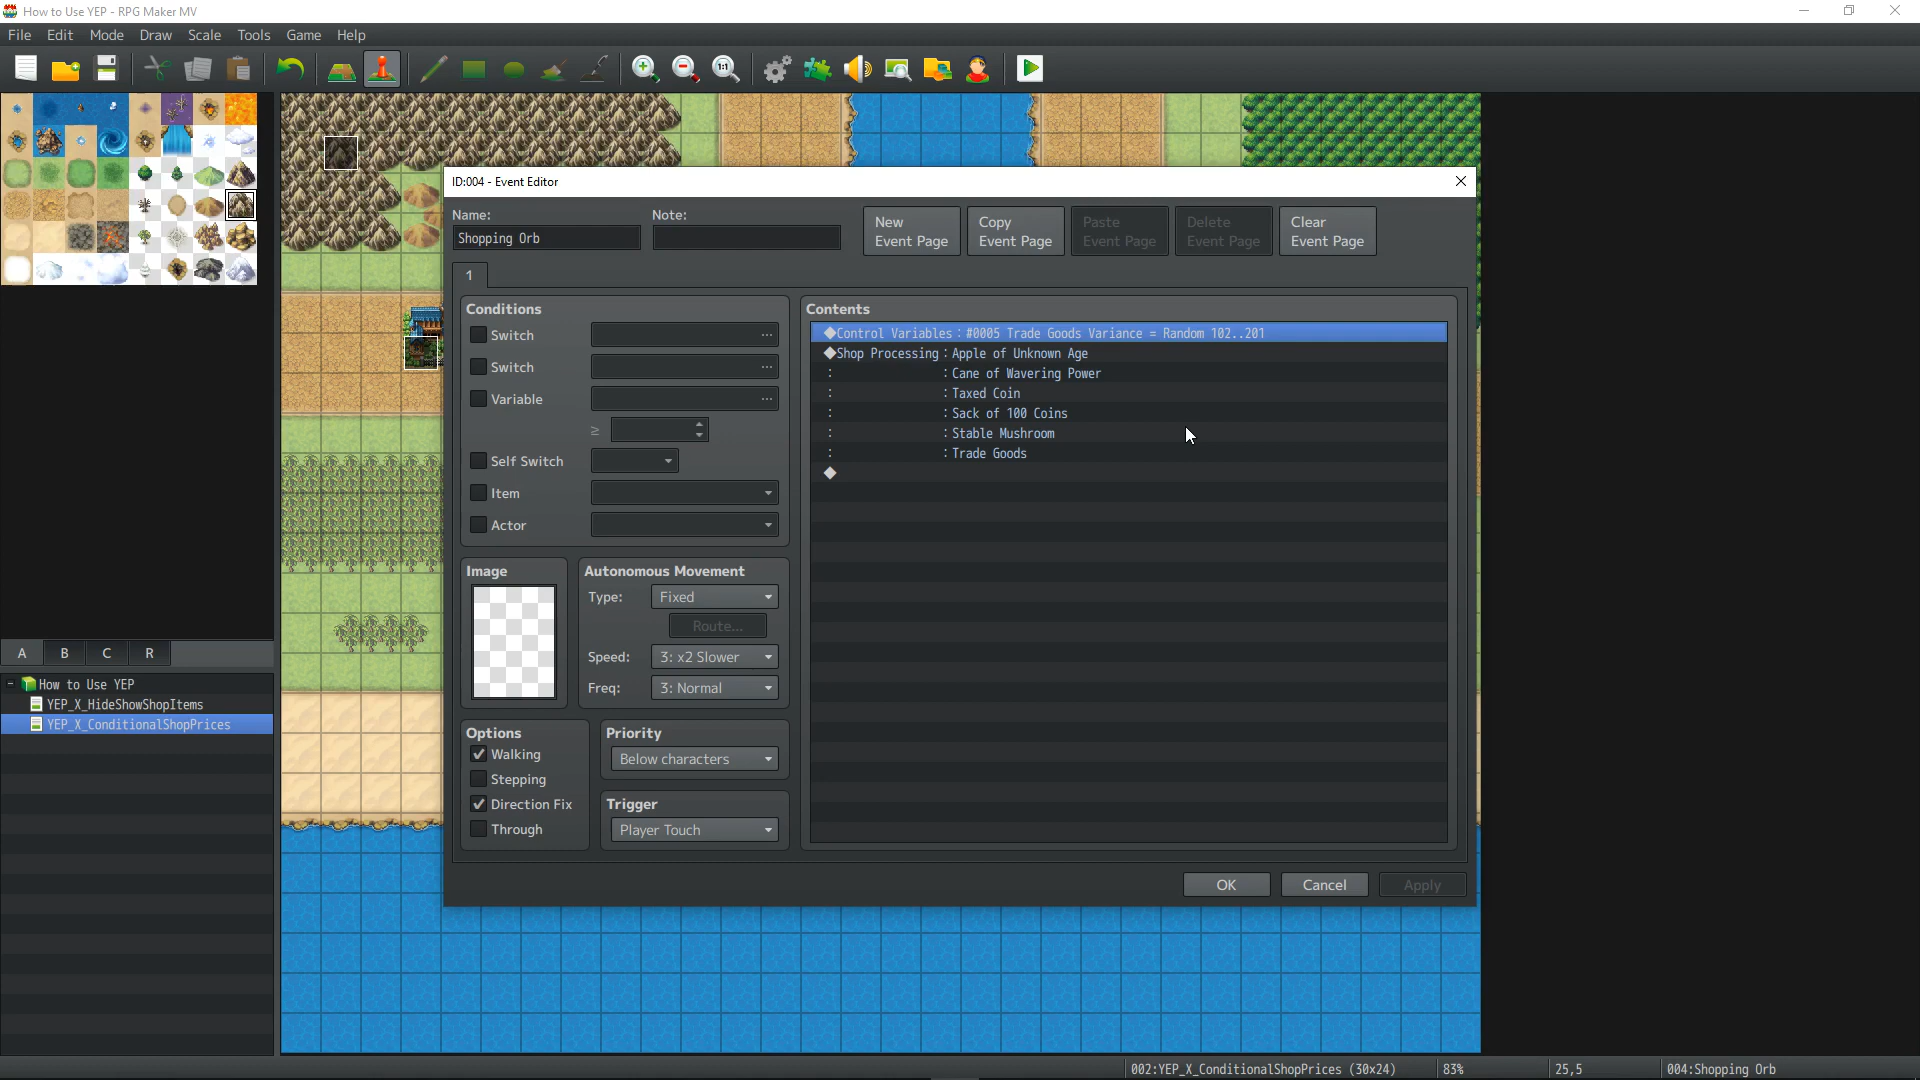 How to Use YEP - RPG Maker MV
File Edit Mode Draw Scale Tools Game Help
1:1
ID:004 - Event Editor
Name:
Note:
Shopping Orb
New
Event Page
Copy
Event Page
Paste
Event Page
Delete
Event Page
Clear
Event Page
1
Conditions
Switch ...
Switch ...
Variable ...
≥
Self Switch
Item
Actor
Image
Autonomous Movement
Type: Fixed
Route...
Speed: 3: x2 Slower
Freq: 3: Normal
Options
Walking
Stepping
Direction Fix
Through
Priority
Below characters
Trigger
Player Touch
Contents
◆Control Variables : #0005 Trade Goods Variance = Random 102..201
◆Shop Processing : Apple of Unknown Age
: : Cane of Wavering Power
: : Taxed Coin
: : Sack of 100 Coins
: : Stable Mushroom
: : Trade Goods
◆
OK Cancel Apply
A B C R
How to Use YEP
YEP_X_HideShowShopItems
YEP_X_ConditionalShopPrices
002:YEP_X_ConditionalShopPrices (30x24) 83% 25,5 004:Shopping Orb